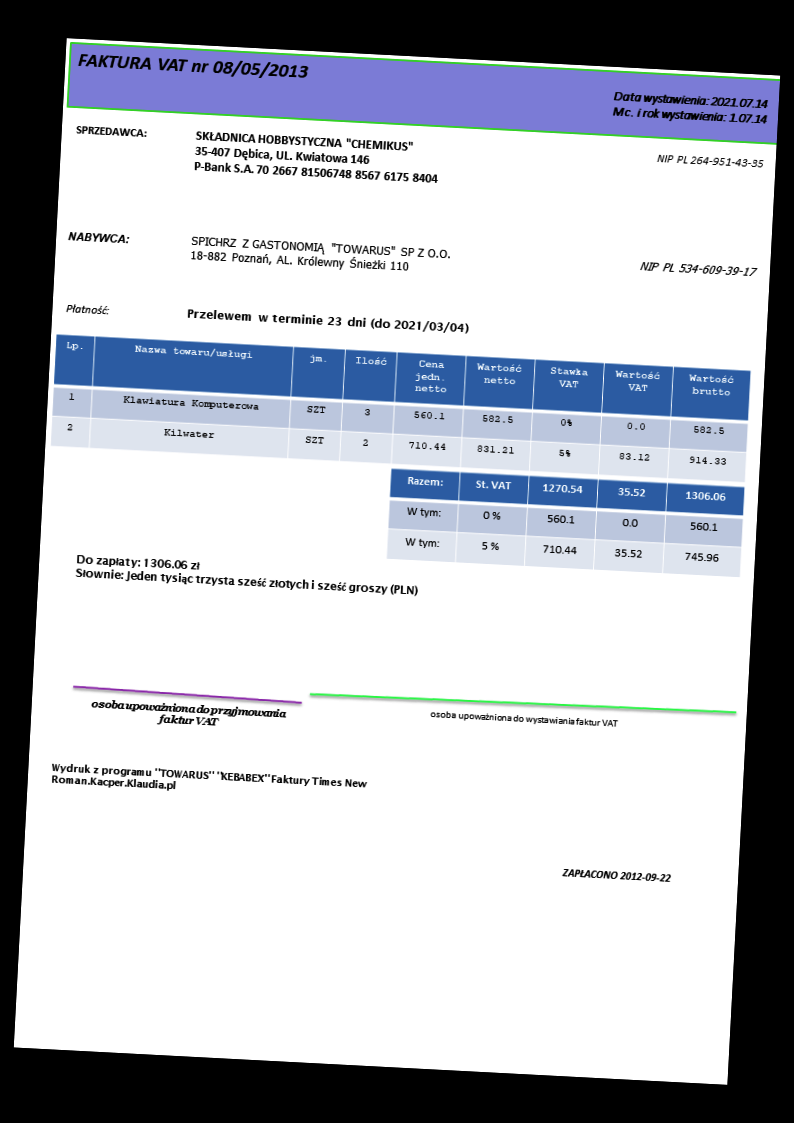 FAKTURA VAT nr 08/05/2013
Data wystawienia: 2021.07.14
Mc. i rok wystawienia: 1.07.14
SPRZEDAWCA:
SKŁADNICA HOBBYSTYCZNA "CHEMIKUS"
35-407 Dębica, UL. Kwiatowa 146
P-Bank S.A. 70 2667 81506748 8567 6175 8404
NIP PL 264-951-43-35
NABYWCA:
SPICHRZ Z GASTONOMIĄ "TOWARUS" SP Z O.O.
18-882 Poznań, AL. Królewny Śnieżki 110
NIP PL 534-609-39-17
Płatność:
Przelewem w terminie 23 dni (do 2021/03/04)
Lp. Nazwa towaru/usługi jm. Ilość Cena jedn. netto Wartość netto Stawka VAT Wartość VAT Wartość brutto
1 Klawiatura Komputerowa SZT 3 560.1 582.5 0% 0.0 582.5
2 Kilwater SZT 2 710.44 831.21 5% 83.12 914.33
Razem: St. VAT 1270.54 35.52 1306.06
W tym: 0 % 560.1 0.0 560.1
W tym: 5 % 710.44 35.52 745.96
Do zapłaty: 1306.06 zł
Słownie: Jeden tysiąc trzysta sześć złotych i sześć groszy (PLN)
osoba upoważniona do przyjmowania
faktur VAT
osoba upoważniona do wystawiania faktur VAT
Wydruk z programu "TOWARUS" "KEBABEX" Faktury Times New
Roman.Kacper.Klaudia.pl
ZAPŁACONO 2012-09-22